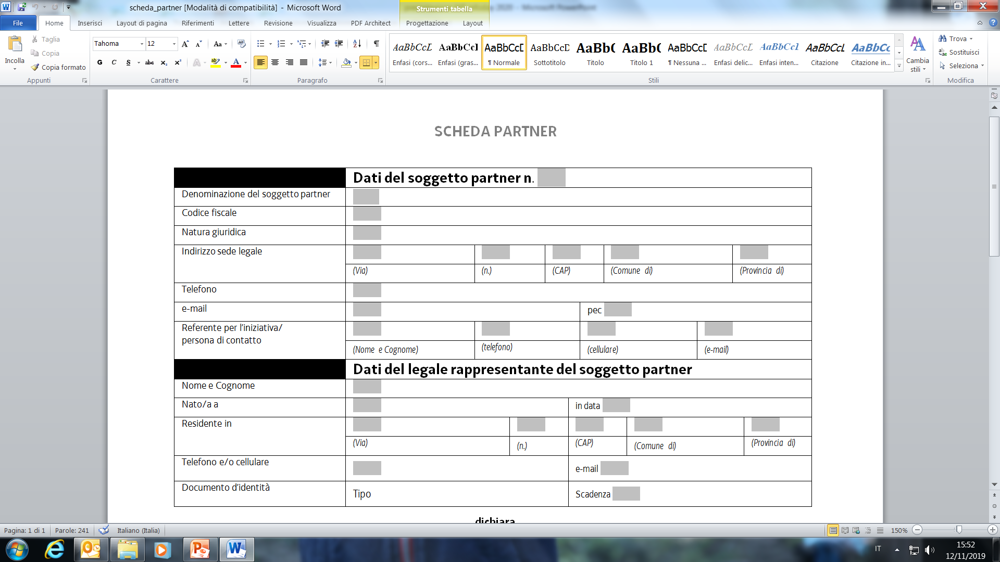 scheda_partner [Modalità di compatibilità] - Microsoft Word
Strumenti tabella
File Home Inserisci Layout di pagina Riferimenti Lettere Revisione Visualizza PDF Architect Progettazione Layout
Incolla
Taglia
Copia
Copia formato
Appunti
Tahoma 12
Carattere
Paragrafo
AaBbCcD AaBbCcI AaBbCcD AaBbCcD AaBbC AaBbC AaBbCcD AaBbCcD AaBbCcI AaBbCcL AaBbCc
Enfasi (cors... Enfasi (gras... ¶ Normale Sottotitolo Titolo Titolo 1 ¶ Nessuna ... Enfasi delic... Enfasi inten... Citazione Citazione in...
Stili
Cambia stili
Trova
Sostituisci
Seleziona
Modifica
SCHEDA PARTNER
Dati del soggetto partner n.
Denominazione del soggetto partner
Codice fiscale
Natura giuridica
Indirizzo sede legale
(Via) (n.) (CAP) (Comune di) (Provincia di)
Telefono
e-mail pec
Referente per l'iniziativa/
persona di contatto
(Nome e Cognome) (telefono) (cellulare) (e-mail)
Dati del legale rappresentante del soggetto partner
Nome e Cognome
Nato/a a in data
Residente in
(Via) (n.) (CAP) (Comune di) (Provincia di)
Telefono e/o cellulare e-mail
Documento d'identità Tipo Scadenza
dichiara
Pagina: 1 di 1 Parole: 241 Italiano (Italia) 150%
IT 15:52
12/11/2019